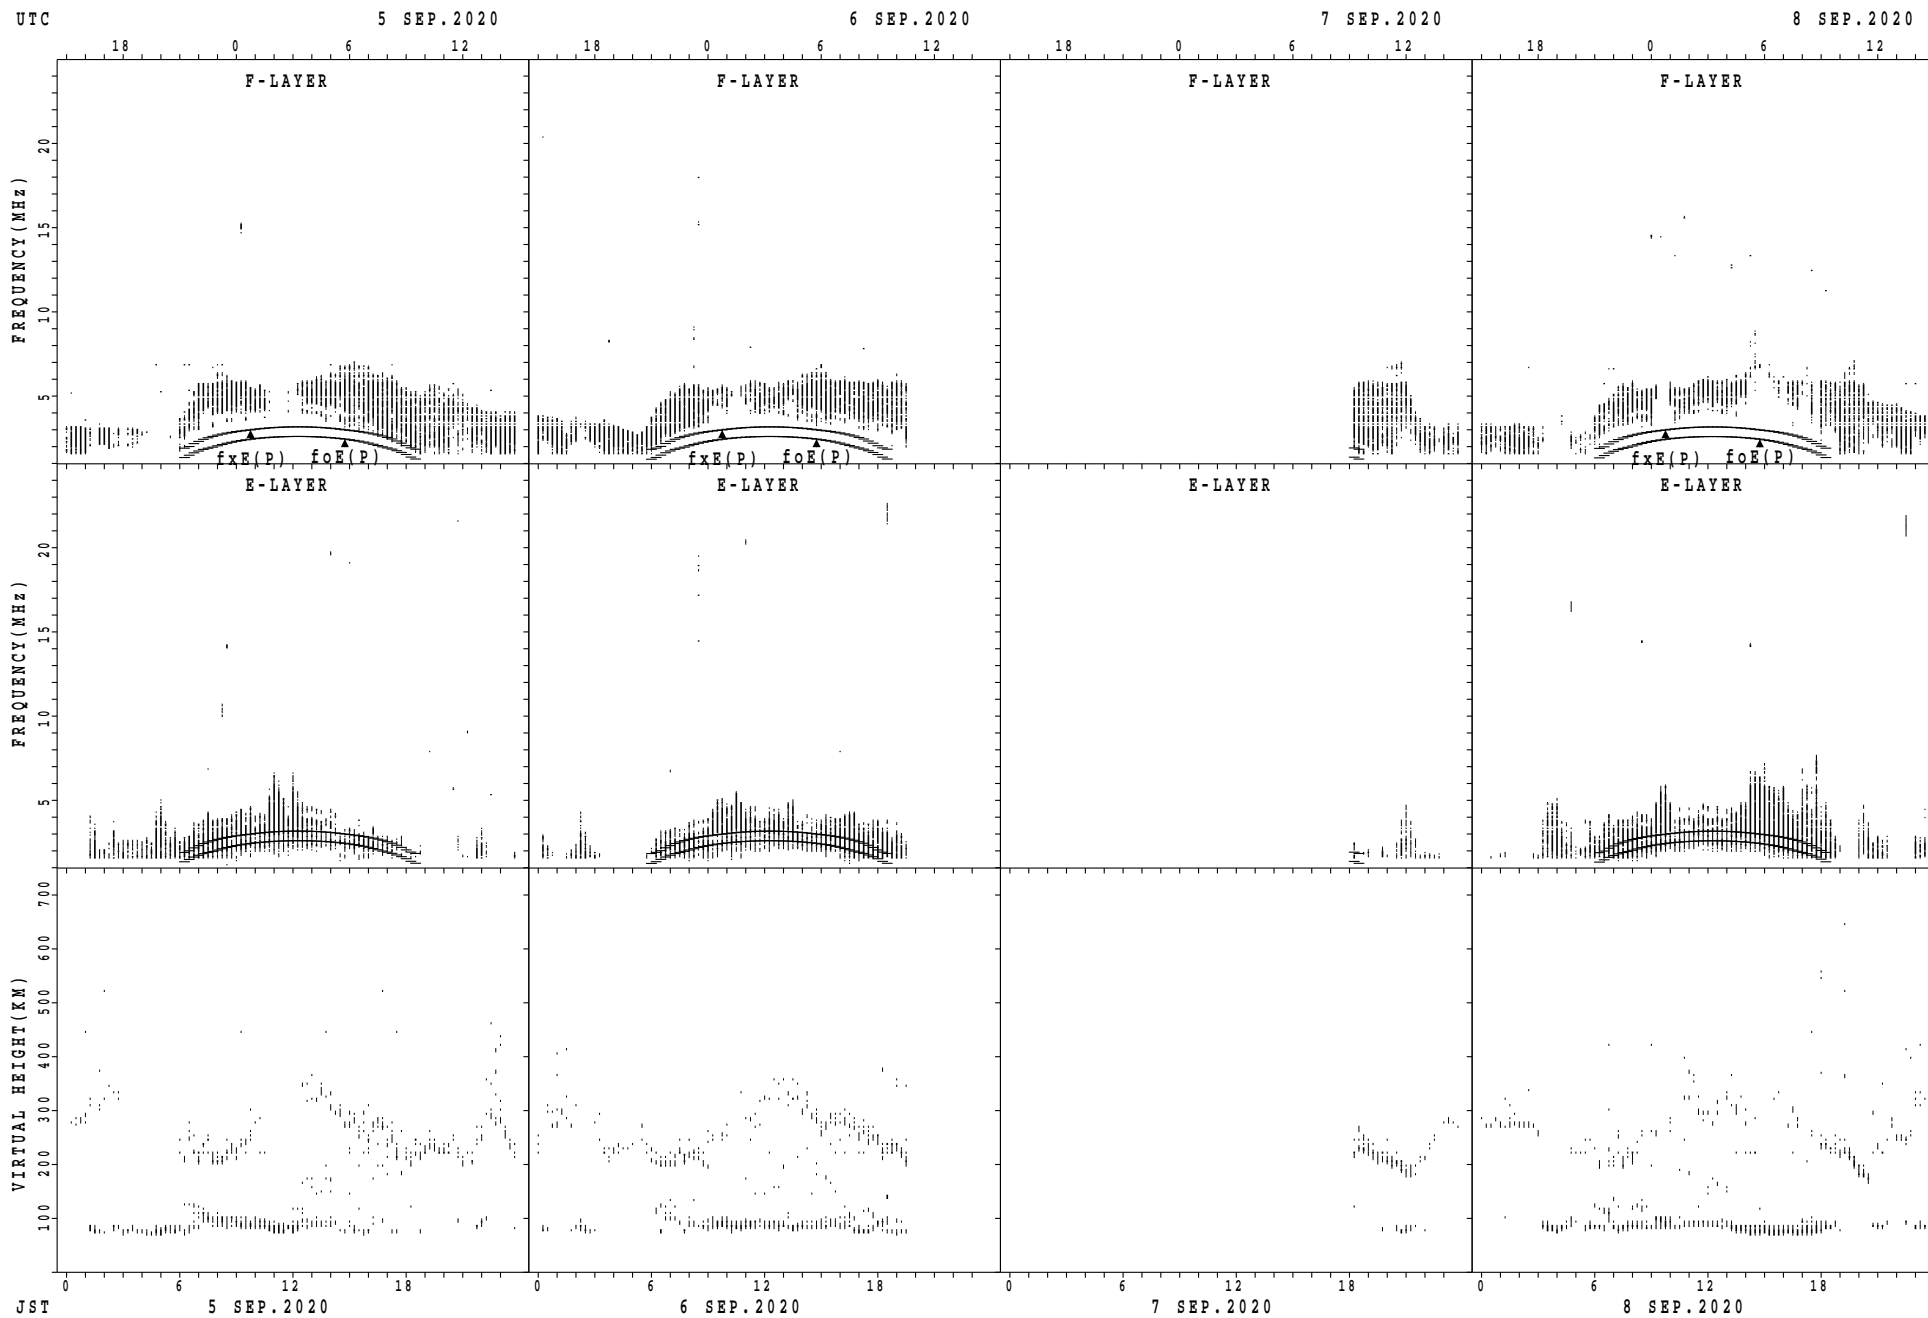 UTC 5 SEP.2020 6 SEP.2020 7 SEP.2020 8 SEP.2020
18 0 6 12 18 0 6 12 18 0 6 12 18 0 6 12
F-LAYER F-LAYER F-LAYER F-LAYER
FREQUENCY(MHz)
20
15
10
5
fxE(P) foE(P) fxE(P) foE(P) fxE(P) foE(P)
E-LAYER E-LAYER E-LAYER E-LAYER
FREQUENCY(MHz)
20
15
10
5
VIRTUAL HEIGHT(KM)
700
600
500
400
300
200
100
0 6 12 18 0 6 12 18 0 6 12 18 0 6 12 18
JST 5 SEP.2020 6 SEP.2020 7 SEP.2020 8 SEP.2020